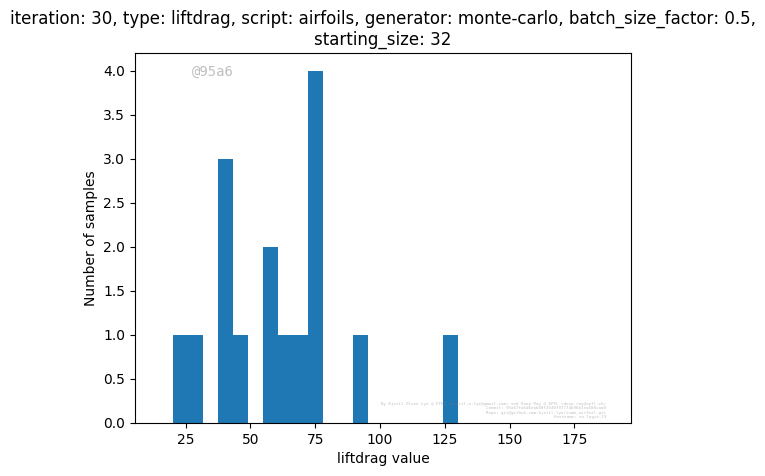 iteration: 30, type: liftdrag, script: airfoils, generator: monte-carlo, batch_size_factor: 0.5,
starting_size: 32
@95a6
4.0
3.5
3.0
2.5
2.0
1.5
1.0
0.5
0.0
Number of samples
25 50 75 100 125 150 175
liftdrag value